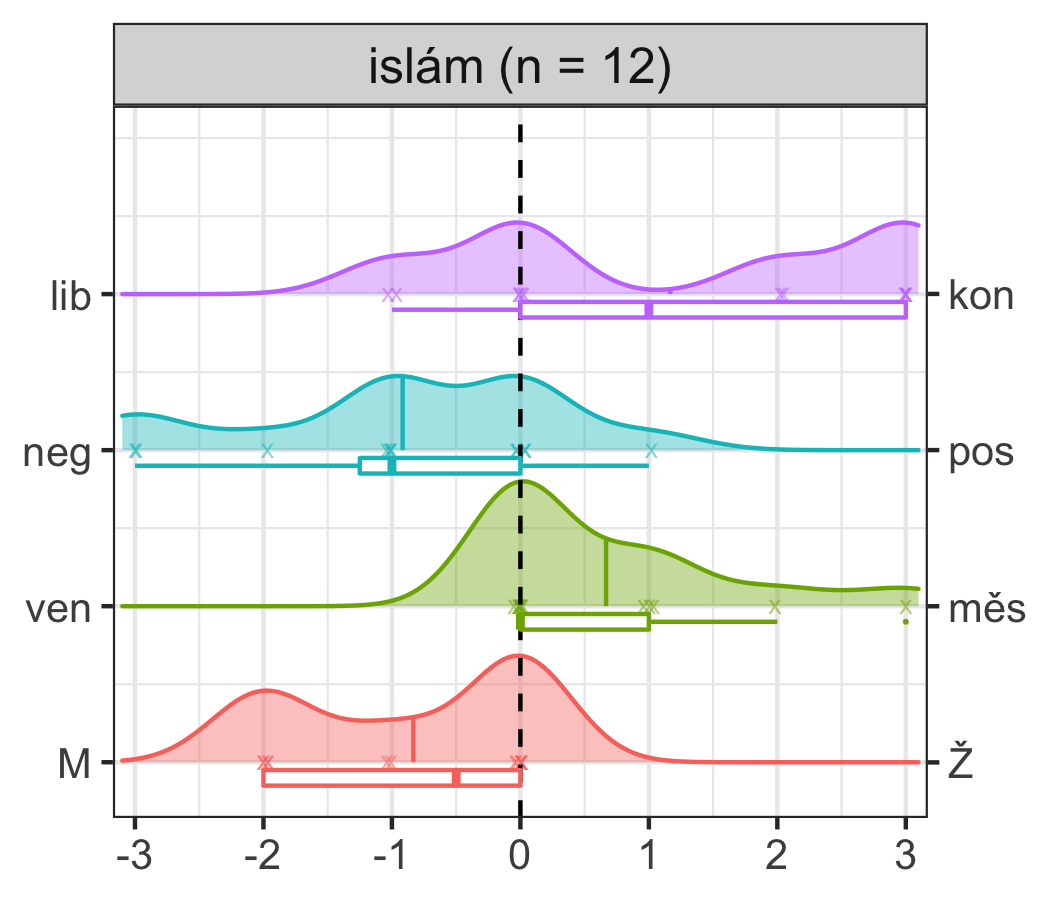 islám (n = 12)
lib kon
neg pos
ven měs
M Ž
-3 -2 -1 0 1 2 3